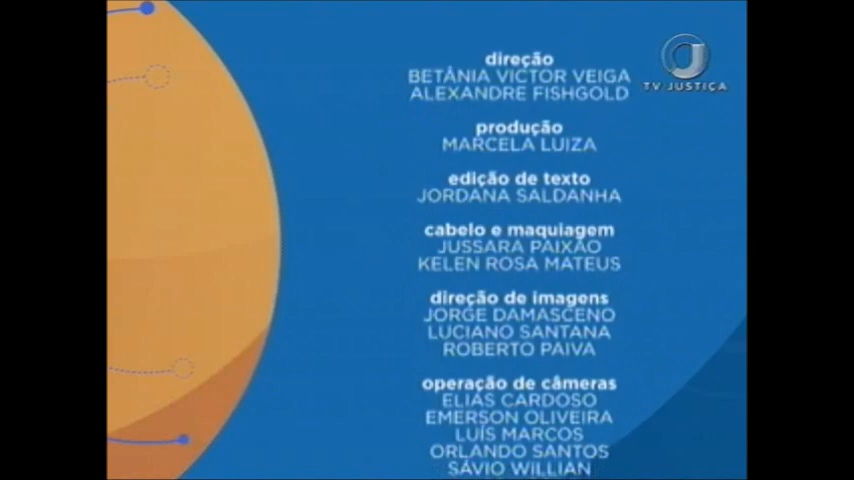 direção
BETÂNIA VICTOR VEIGA
ALEXANDRE FISHGOLD
TV JUSTIÇA
produção
MARCELA LUIZA
edição de texto
JORDANA SALDANHA
cabelo e maquiagem
JUSSARA PAIXÃO
KELEN ROSA MATEUS
direção de imagens
JORGE DAMASCENO
LUCIANO SANTANA
ROBERTO PAIVA
operação de câmeras
ELIAS CARDOSO
EMERSON OLIVEIRA
LUÍS MARCOS
ORLANDO SANTOS
SÁVIO WILLIAN